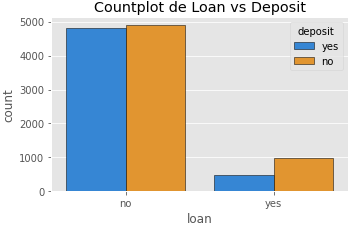 Countplot de Loan vs Deposit
count
5000
4000
3000
2000
1000
0
deposit
yes
no
no
yes
loan